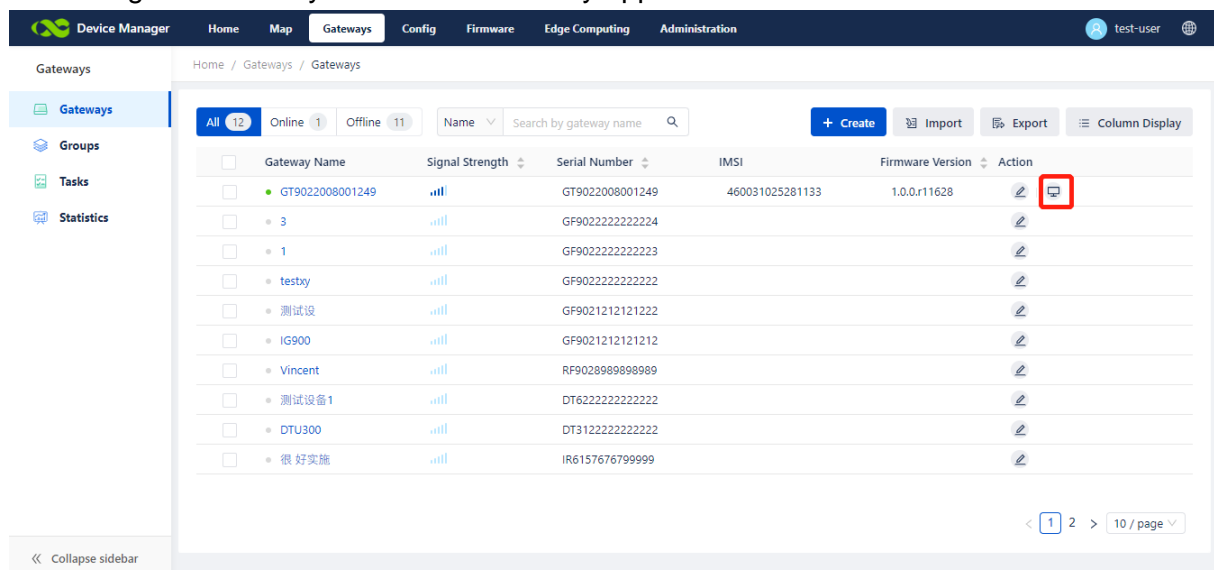 Device Manager Home Map Gateways Config Firmware Edge Computing Administration test-user
Gateways
Home / Gateways / Gateways
Gateways
Groups
Tasks
Statistics
All 12 Online 1 Offline 11 Name Search by gateway name + Create Import Export Column Display
Gateway Name Signal Strength Serial Number IMSI Firmware Version Action
GT9022008001249 GT9022008001249 460031025281133 1.0.0.r11628
3 GF9022222222224
1 GF9022222222223
testxy GF9022222222222
测试设 GF9021212121222
IG900 GF9021212121212
Vincent RF9028989898989
测试设备1 DT6222222222222
DTU300 DT3122222222222
很 好实施 IR6157676799999
< 1 2 > 10 / page
Collapse sidebar